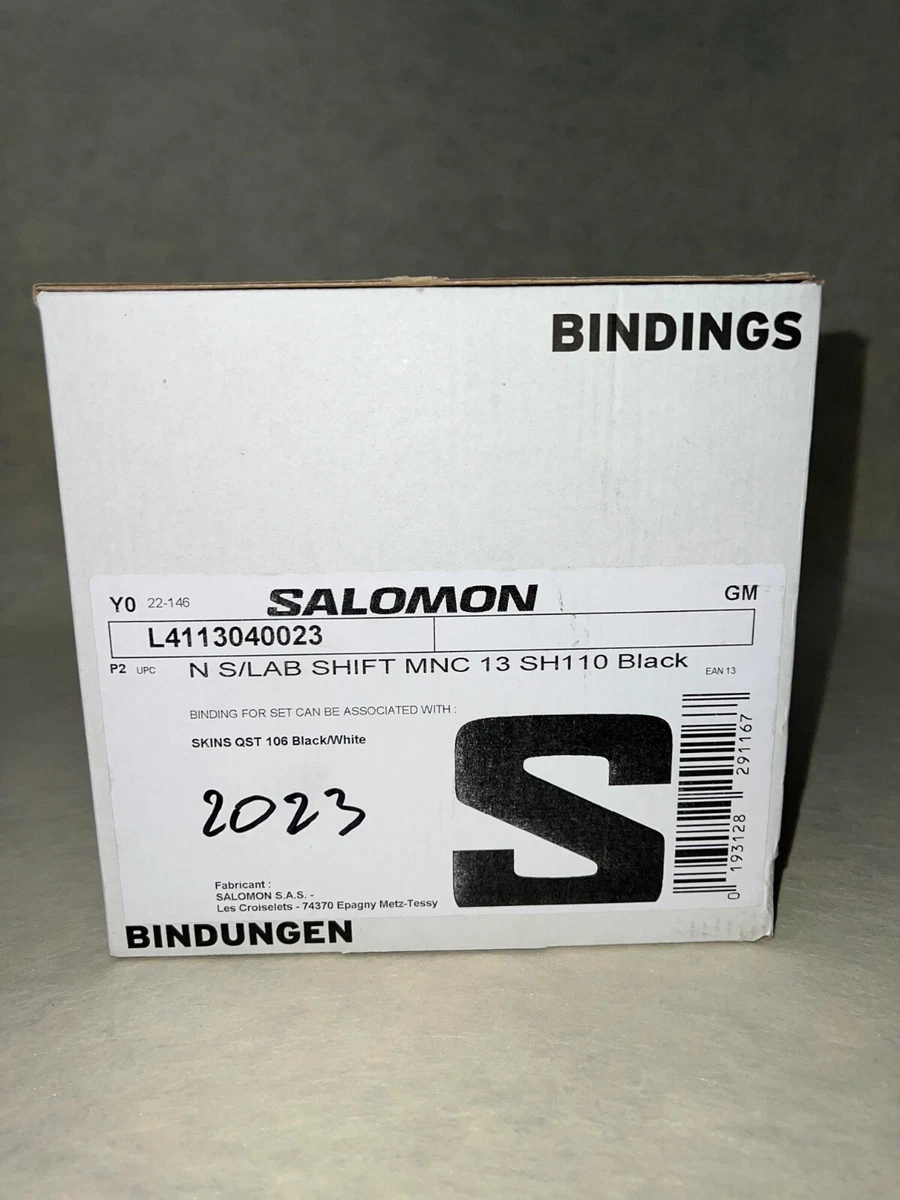 BINDINGS
Y0 22-146 SALOMON GM
L4113040023
P2 UPC N S/LAB SHIFT MNC 13 SH110 Black EAN 13
BINDING FOR SET CAN BE ASSOCIATED WITH :
SKINS QST 106 Black/White
2023
S
0 193128 291167
Fabricant :
SALOMON S.A.S. -
Les Croiselets - 74370 Epagny Metz-Tessy
BINDUNGEN